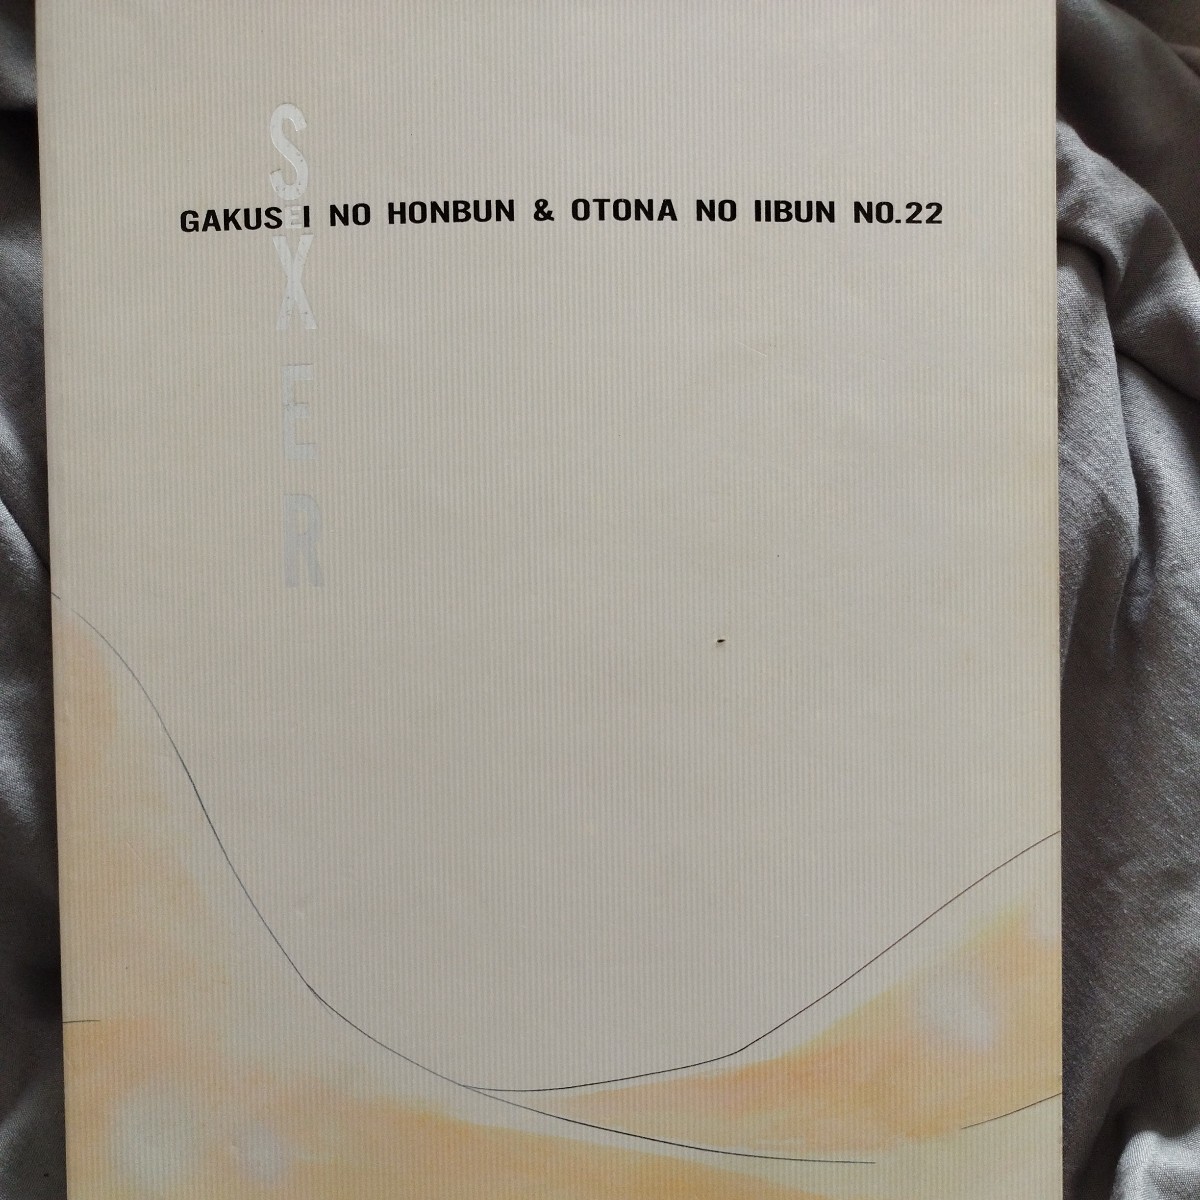 SEXER
GAKUSEI NO HONBUN & OTONA NO IIBUN NO.22